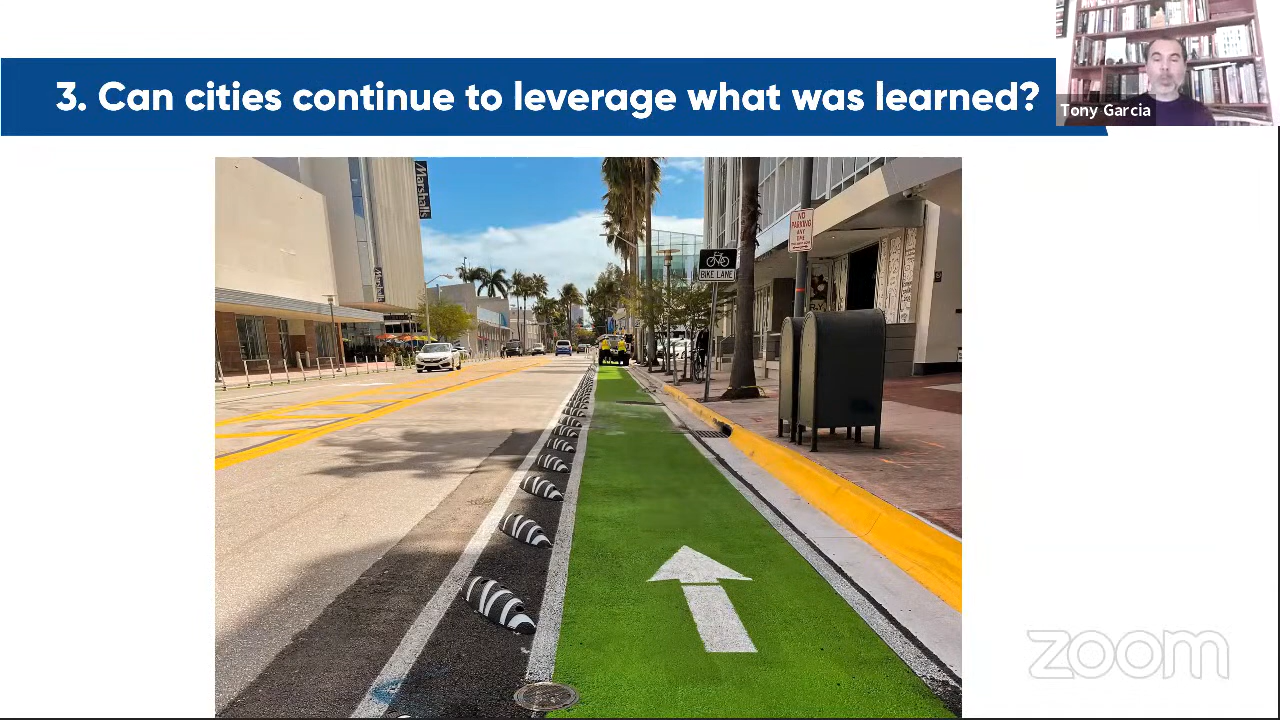 3. Can cities continue to leverage what was learned?
Tony Garcia
Marshalls
NO
PARKING
ANY
TIME
BIKE LANE
zoom